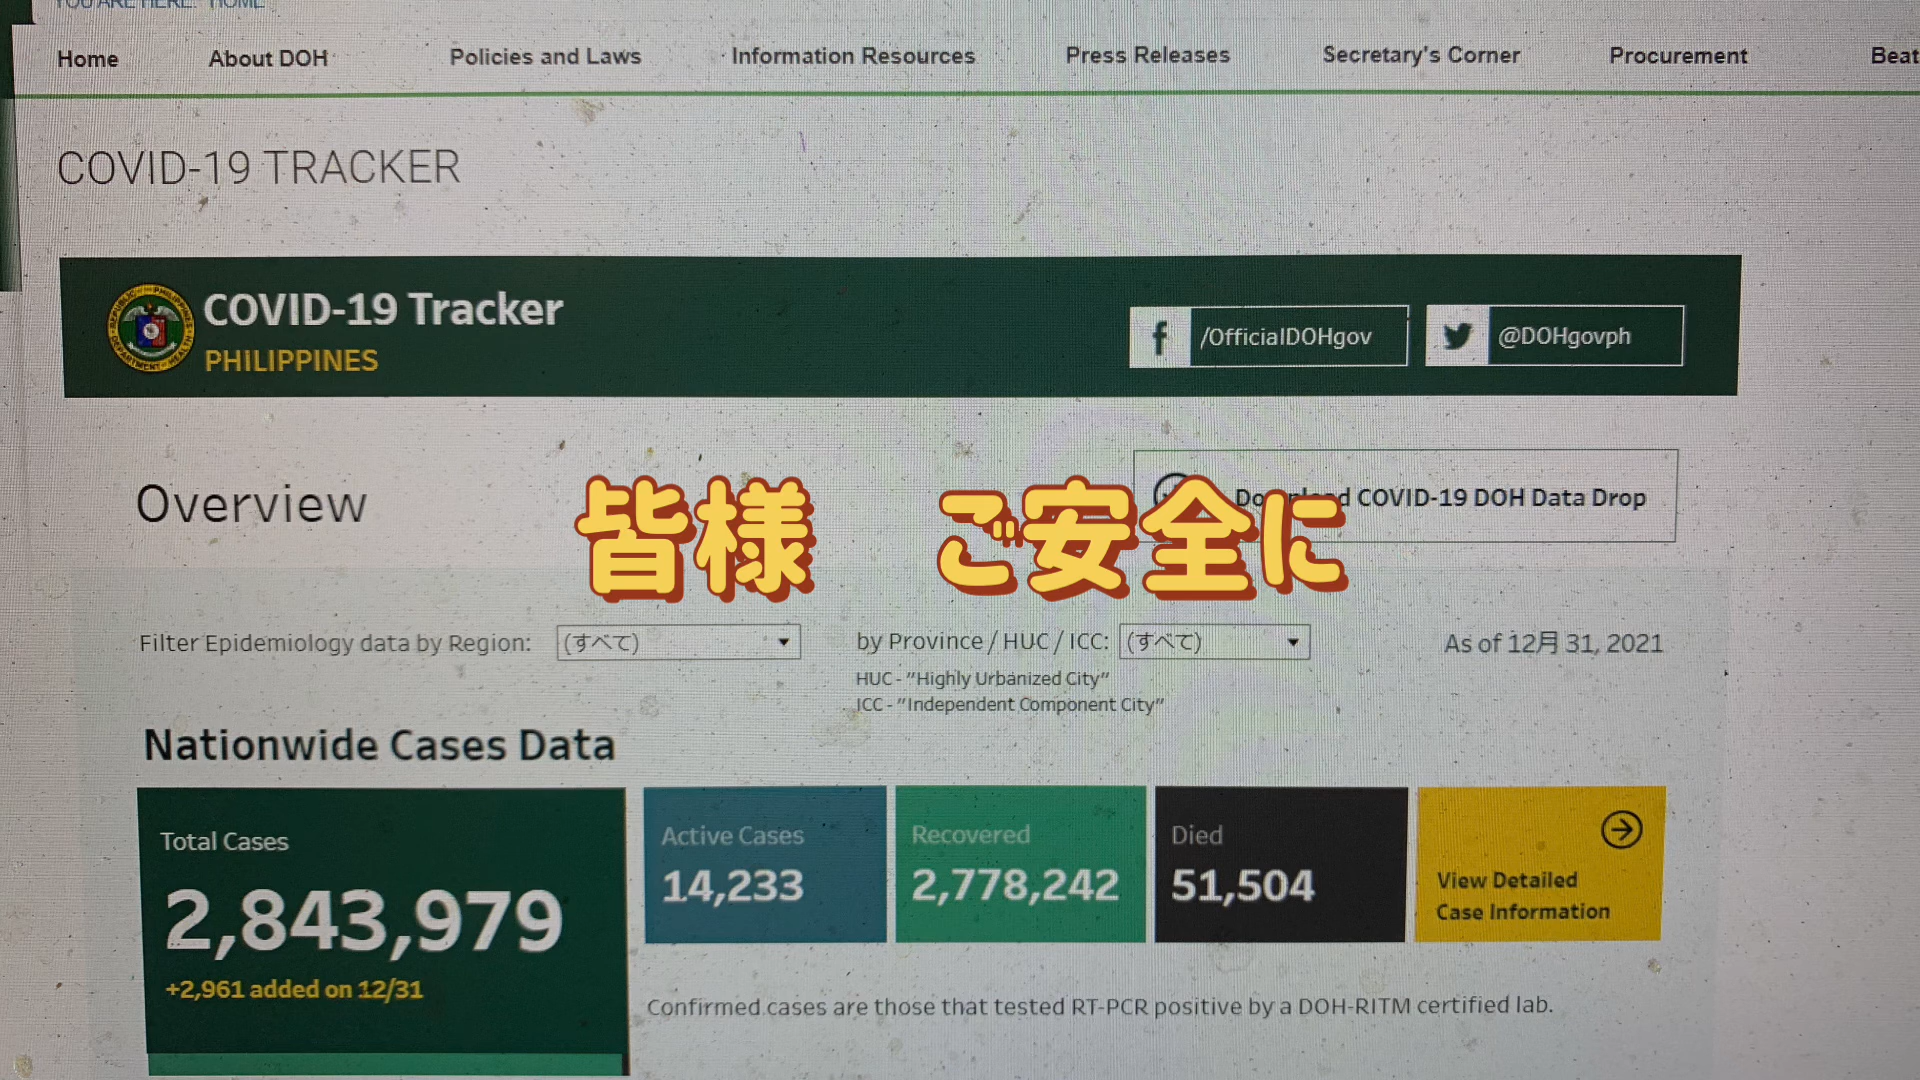 YOU ARE HERE: HOME
Home About DOH Policies and Laws Information Resources Press Releases Secretary's Corner Procurement Beat
COVID-19 TRACKER
COVID-19 Tracker
PHILIPPINES
/OfficialDOHgov
@DOHgovph
Overview
Download COVID-19 DOH Data Drop
皆様 ご安全に
Filter Epidemiology data by Region: (すべて) by Province / HUC / ICC: (すべて) As of 12月 31, 2021
HUC - "Highly Urbanized City"
ICC - "Independent Component City"
Nationwide Cases Data
Total Cases
2,843,979
+2,961 added on 12/31
Active Cases
14,233
Recovered
2,778,242
Died
51,504
View Detailed
Case Information
Confirmed cases are those that tested RT-PCR positive by a DOH-RITM certified lab.